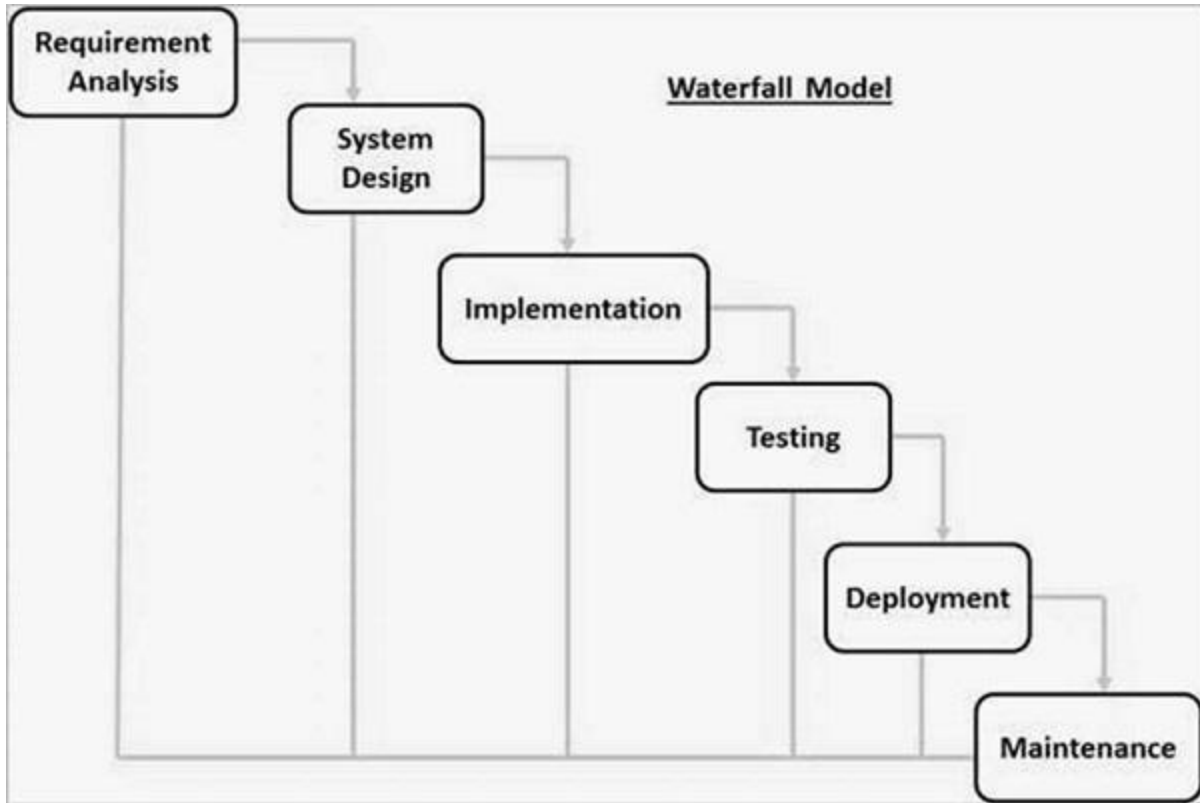 Requirement
Analysis
Waterfall Model
System
Design
Implementation
Testing
Deployment
Maintenance